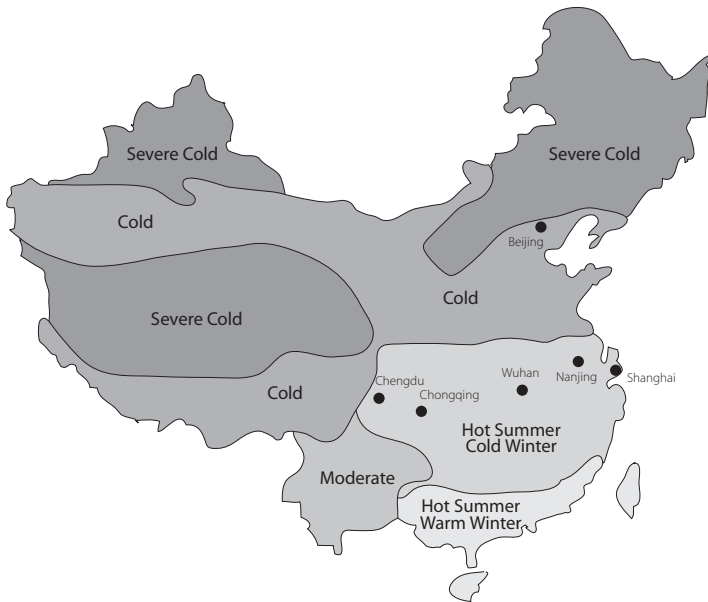 Severe Cold
Severe Cold
Cold
Beijing
Cold
Severe Cold
Chengdu
Wuhan
Nanjing
Shanghai
Cold
Chongqing
Hot Summer
Cold Winter
Moderate
Hot Summer
Warm Winter